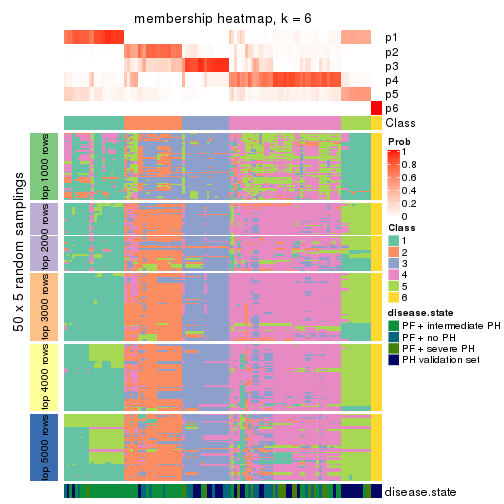 membership heatmap, k = 6
p1
p2
p3
p4
p5
p6
Class
50 x 5 random samplings
top 1000 rows
top 2000 rows
top 3000 rows
top 4000 rows
top 5000 rows
Prob
1
0.8
0.6
0.4
0.2
0
Class
1
2
3
4
5
6
disease.state
PF+ intermediate PH
PF+ no PH
PF+ severe PH
PH validation set
disease.state